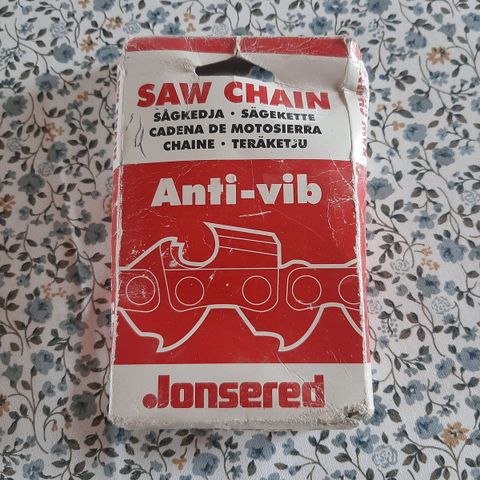 SAW CHAIN
SÅGKEDJA · SÄGEKETTE
CADENA DE MOTOSIERRA
CHAINE · TERÄKETJU
Anti-vib
Jonsered